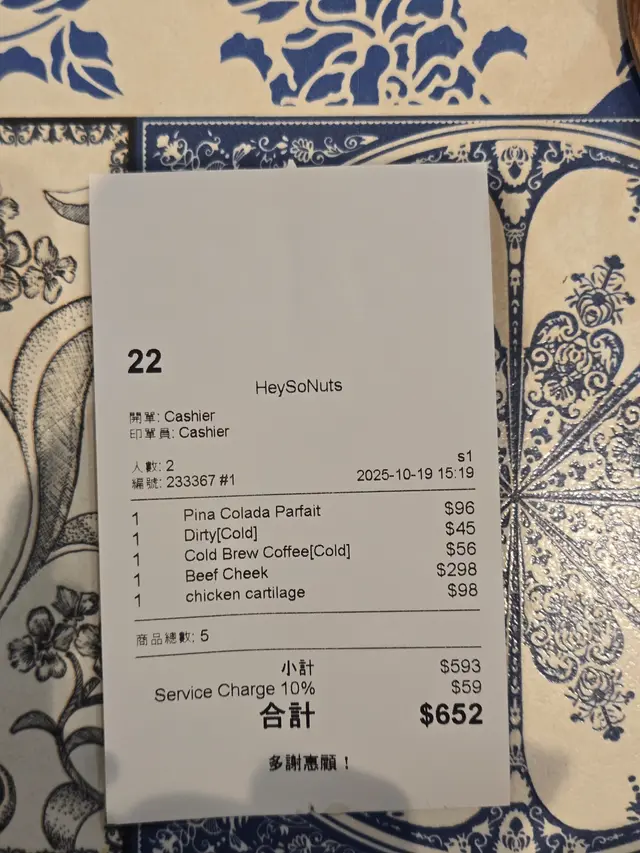 22
HeySoNuts
開單: Cashier
印單員: Cashier
人數: 2
s1
編號: 233367 #1 2025-10-19 15:19
1 Pina Colada Parfait $96
1 Dirty[Cold] $45
1 Cold Brew Coffee[Cold] $56
1 Beef Cheek $298
1 chicken cartilage $98
商品總數: 5
小計 $593
Service Charge 10% $59
合計 $652
多謝惠顧！